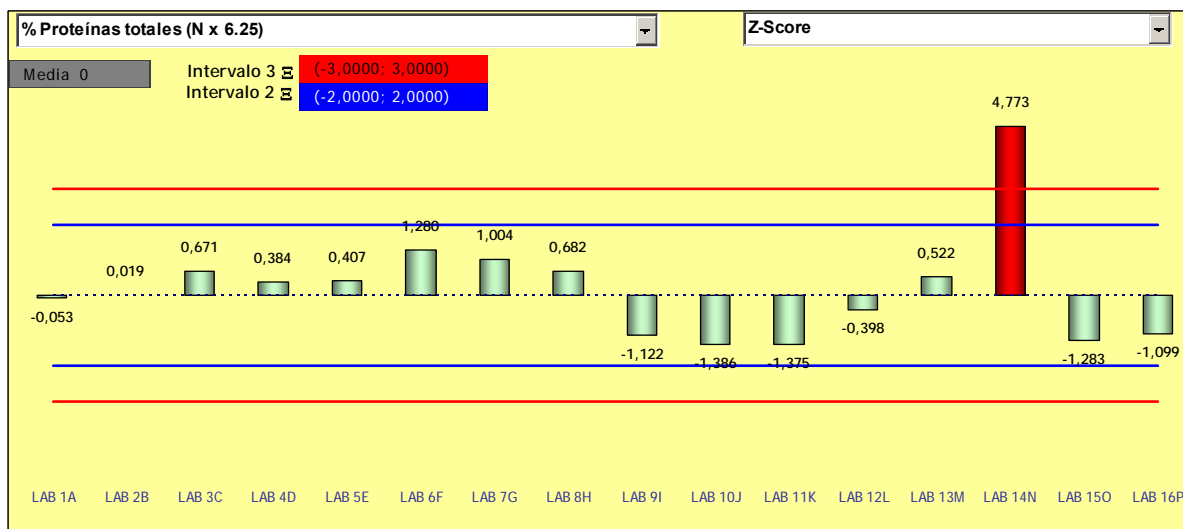 % Proteínas totales (N x 6.25)
Z-Score
Media 0
Intervalo 3 Ξ (-3,0000; 3,0000)
Intervalo 2 Ξ (-2,0000; 2,0000)
4,773
1,280
1,004
0,671
0,682
0,522
0,384
0,407
0,019
-0,053
-0,398
-1,122
-1,386
-1,375
-1,283
-1,099
LAB 1A LAB 2B LAB 3C LAB 4D LAB 5E LAB 6F LAB 7G LAB 8H LAB 9I LAB 10J LAB 11K LAB 12L LAB 13M LAB 14N LAB 15O LAB 16P